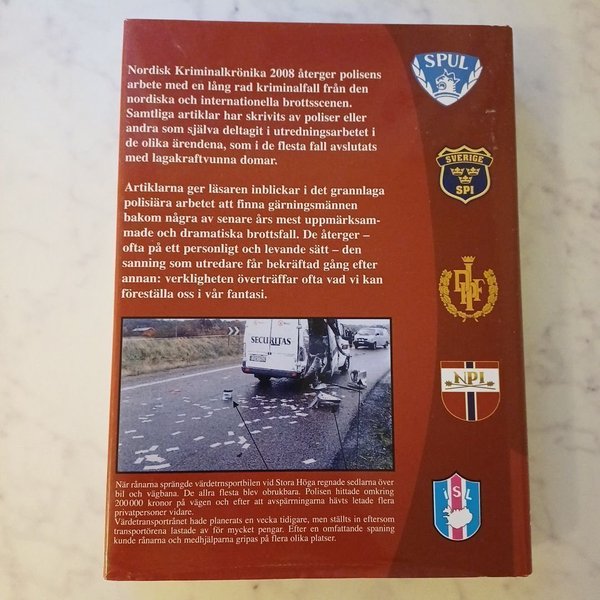 Nordisk Kriminalkrönika 2008 återger polisens
arbete med en lång rad kriminalfall från den
nordiska och internationella brottsscenen.
Samtliga artiklar har skrivits av poliser eller
andra som själva deltagit i utredningsarbetet i
de olika ärendena, som i de flesta fall avslutats
med lagakraftvunna domar.
Artiklarna ger läsaren inblickar i det grannlaga
polisiära arbetet att finna gärningsmännen
bakom några av senare års mest uppmärksam-
made och dramatiska brottsfall. De återger –
ofta på ett personligt och levande sätt – den
sanning som utredare får bekräftad gång efter
annan: verkligheten överträffar ofta vad vi kan
föreställa oss i vår fantasi.
SECURITAS
När rånarna sprängde värdetrnsportbilen vid Stora Höga regnade sedlarna över
bil och vägbana. De allra flesta blev obrukbara. Polisen hittade omkring
200 000 kronor på vägen och efter att avspärrningarna hävts letade flera
privatpersoner vidare.
Värdetransportrånet hade planerats en vecka tidigare, men ställts in eftersom
transportörena lastade av för mycket pengar. Efter en omfattande spaning
kunde rånarna och medhjälparna gripas på flera olika platser.
SPUL
SVERIGE
SPI
NPI
ISL